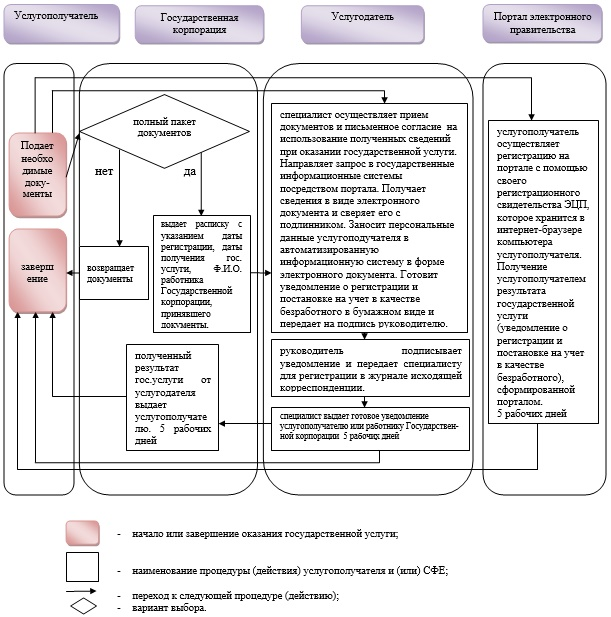 Услугополучатель
Государственная
корпорация
Услугодатель
Портал электронного
правительства
Подает
необхо
димые
доку-
менты
заверш
ение
полный пакет
документов
нет
да
возвращает
документы
выдает расписку с
указанием даты
регистрации, даты
получения гос.
услуги, Ф.И.О.
работника
Государственной
корпорации,
принявшего
документы.
полученный
результат
гос.услуги от
услугодателя
выдает
услугополучате
лю. 5 рабочих
дней
специалист осуществляет прием
документов и письменное согласие на
использование полученных сведений
при оказании государственной услуги.
Направляет запрос в государственные
информационные системы
посредством портала. Получает
сведения в виде электронного
документа и сверяет его с
подлинником. Заносит персональные
данные услугоподучателя в
автоматизированную
информационную систему в форме
электронного документа. Готовит
уведомление о регистрации и
постановке на учет в качестве
безработного в бумажном виде и
передает на подпись руководителю.
руководитель подписывает
уведомление и передает специалисту
для регистрации в журнале исходящей
корреспонденции.
специалист выдает готовое уведомление
услугополучателю или работнику Государствен-
ной корпорации 5 рабочих дней
услугополучатель
осуществляет
регистрацию на
портале с помощью
своего
регистрационного
свидетельства ЭЦП,
которое хранится в
интернет-браузере
компьютера
услугополучателя.
Получение
услугополучателем
результата
государственной
услуги
(уведомление о
регистрации и
постановке на учет
в качестве
безработного),
сформированной
порталом.
5 рабочих дней
- начало или завершение оказания государственной услуги;
- наименование процедуры (действия) услугополучателя и (или) СФЕ;
- переход к следующей процедуре (действию);
- вариант выбора.